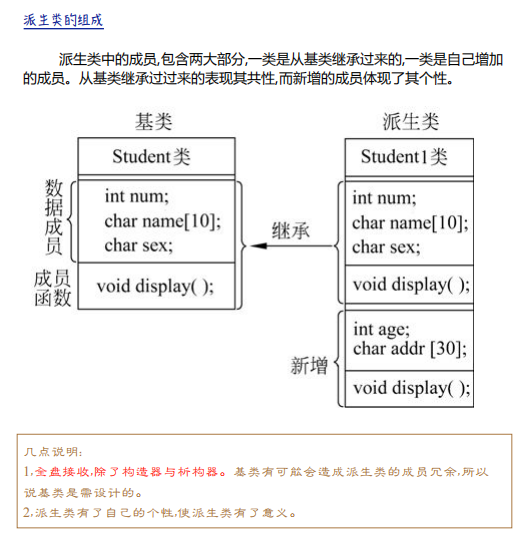 派生类的组成
派生类中的成员,包含两大部分,一类是从基类继承过来的,一类是自己增加
的成员。从基类继承过过来的表现其共性,而新增的成员体现了其个性。
基类
派生类
Student类
Student1类
数据成员
int num;
char name[10];
char sex;
成员
函数
void display( );
继承
int num;
char name[10];
char sex;
void display( );
新增
int age;
char addr [30];
void display( );
几点说明:
1,全盘接收,除了构造器与析构器。基类有可能会造成派生类的成员冗余,所以
说基类是需设计的。
2,派生类有了自己的个性,使派生类有了意义。